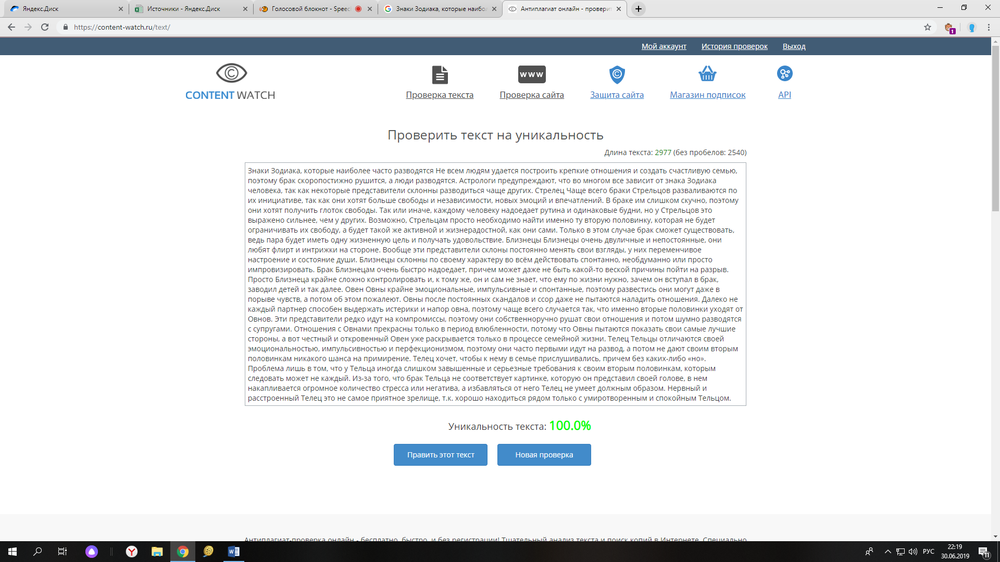 Яндекс.Диск
Источники - Яндекс.Диск
Голосовой блокнот - Speec
Знаки Зодиака, которые наибо
Антиплагиат онлайн - проверит
https://content-watch.ru/text/
1
Мой аккаунт История проверок Выход
©
CONTENT WATCH
www
Проверка текста Проверка сайта Защита сайта Магазин подписок API
Проверить текст на уникальность
Длина текста: 2977 (без пробелов: 2540)
Знаки Зодиака, которые наиболее часто разводятся Не всем людям удается построить крепкие отношения и создать счастливую семью,
поэтому брак скоропостижно рушится, а люди разводятся. Астрологи предупреждают, что во многом все зависит от знака Зодиака
человека, так как некоторые представители склонны разводиться чаще других. Стрелец Чаще всего браки Стрельцов разваливаются по
их инициативе, так как они хотят больше свободы и независимости, новых эмоций и впечатлений. В браке им слишком скучно, поэтому
они хотят получить глоток свободы. Так или иначе, каждому человеку надоедает рутина и одинаковые будни, но у Стрельцов это
выражено сильнее, чем у других. Возможно, Стрельцам просто необходимо найти именно ту вторую половинку, которая не будет
ограничивать их свободу, а будет такой же активной и жизнерадостной, как они сами. Только в этом случае брак сможет существовать,
ведь пара будет иметь одну жизненную цель и получать удовольствие. Близнецы Близнецы очень двуличные и непостоянные, они
любят флирт и интрижки на стороне. Вообще эти представители склоны постоянно менять свои взгляды, у них переменчивое
настроение и состояние души. Близнецы склонны по своему характеру во всём действовать спонтанно, необдуманно или просто
импровизировать. Брак Близнецам очень быстро надоедает, причем может даже не быть какой-то веской причины пойти на разрыв.
Просто Близнеца крайне сложно контролировать и, к тому же, он и сам не знает, что ему по жизни нужно, зачем он вступал в брак,
заводил детей и так далее. Овен Овны крайне эмоциональные, импульсивные и спонтанные, поэтому развестись они могут даже в
порыве чувств, а потом об этом пожалеют. Овны после постоянных скандалов и ссор даже не пытаются наладить отношения. Далеко не
каждый партнер способен выдержать истерики и напор овна, поэтому чаще всего случается так, что именно вторые половинки уходят от
Овнов. Эти представители редко идут на компромиссы, поэтому они собственноручно рушат свои отношения и потом шумно разводятся
с супругами. Отношения с Овнами прекрасны только в период влюбленности, потому что Овны пытаются показать свои самые лучшие
стороны, а вот честный и откровенный Овен уже раскрывается только в процессе семейной жизни. Телец Тельцы отличаются своей
эмоциональностью, импульсивностью и перфекционизмом, поэтому они часто первыми идут на развод, а потом не дают своим вторым
половинкам никакого шанса на примирение. Телец хочет, чтобы к нему в семье прислушивались, причем без каких-либо «но».
Проблема лишь в том, что у Тельца иногда слишком завышенные и серьезные требования к своим вторым половинкам, которым
следовать может не каждый. Из-за того, что брак Тельца не соответствует картинке, которую он представил своей голове, в нем
накапливается огромное количество стресса или негатива, а избавляться от него Телец не умеет должным образом. Нервный и
расстроенный Телец это не самое приятное зрелище, т.к. хорошо находиться рядом только с умиротворенным и спокойным Тельцом.
Уникальность текста: 100.0%
Править этот текст Новая проверка
Антиплагиат-проверка онлайн - бесплатно, быстро, и без регистрации! Тщательный анализ текста и поиск копий в Интернете. Специально
РУС
22:19
30.06.2019
11